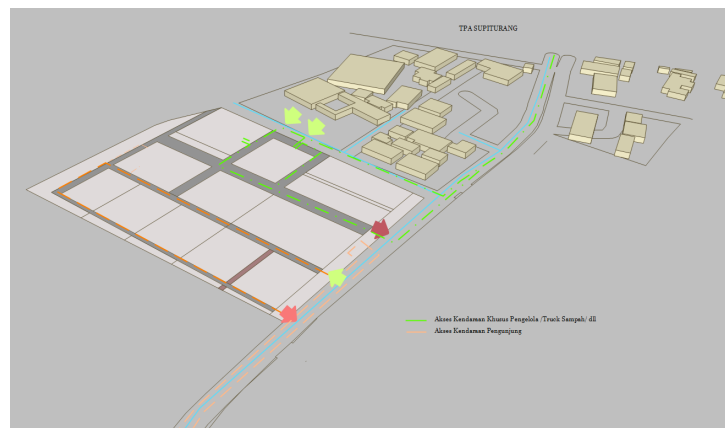 TPA SUPITURANG
Akses Kendaraan Khusus Pengelola /Truck Sampah/ dll
Akses Kendaraan Pengunjung